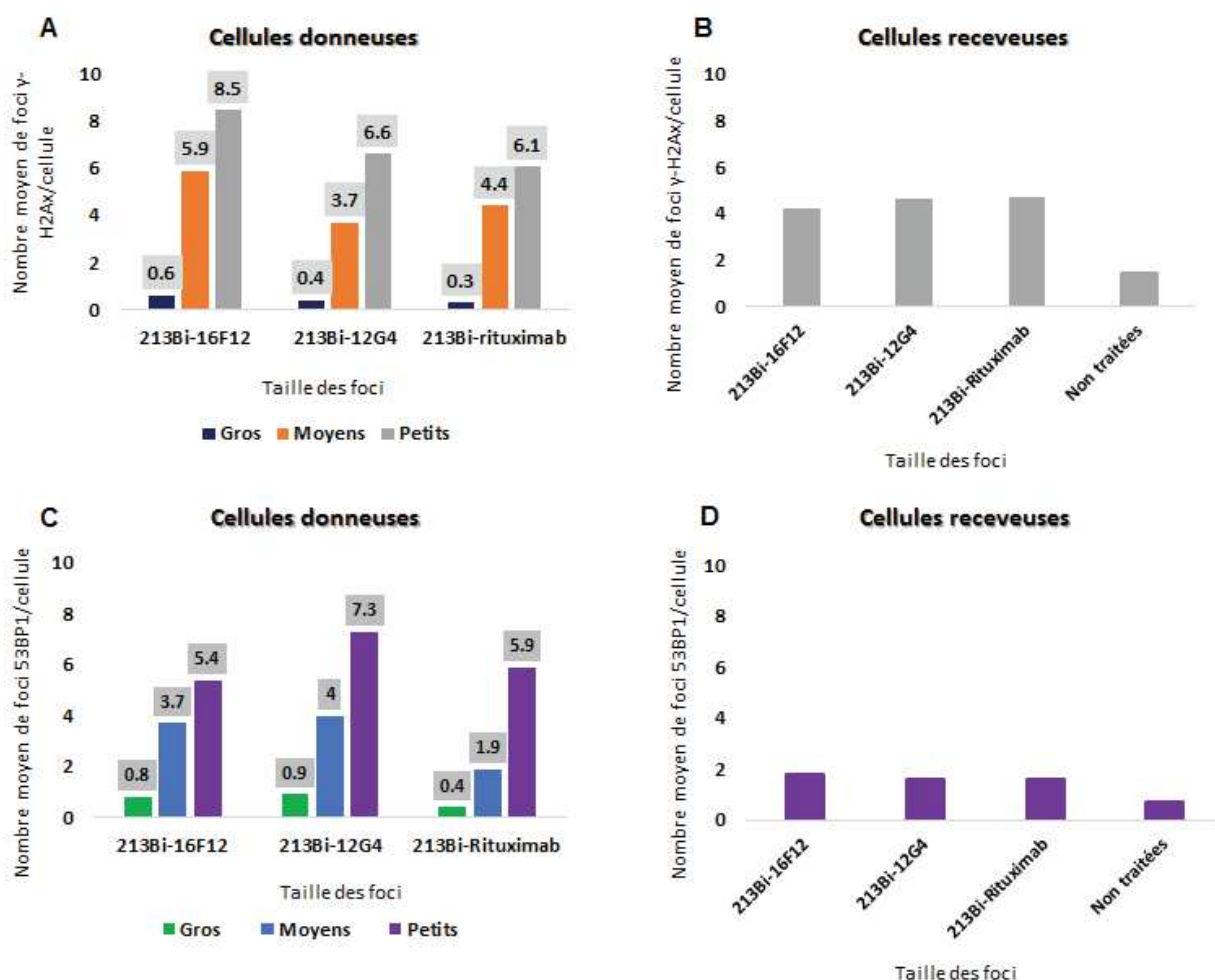 A
Cellules donneuses
Nombre moyen de foci γ-
H2Ax/cellule
10
8
6
4
2
0
0.6
5.9
8.5
0.4
3.7
6.6
0.3
4.4
6.1
213Bi-16F12
213Bi-12G4
213Bi-rituximab
Taille des foci
Gros
Moyens
Petits
B
Cellules receveuses
Nombre moyen de foci γ-H2Ax/cellule
10
8
6
4
2
0
213Bi-16F12
213Bi-12G4
213Bi-Rituximab
Non traitées
Taille des foci
C
Cellules donneuses
Nombre moyen de foci 53BP1/cellule
10
8
6
4
2
0
0.8
3.7
5.4
0.9
4
7.3
0.4
1.9
5.9
213Bi-16F12
213Bi-12G4
213Bi-Rituximab
Taille des foci
Gros
Moyens
Petits
D
Cellules receveuses
Nombre moyen de foci 53BP1/cellule
10
8
6
4
2
0
213Bi-16F12
213Bi-12G4
213Bi-Rituximab
Non traitées
Taille des foci